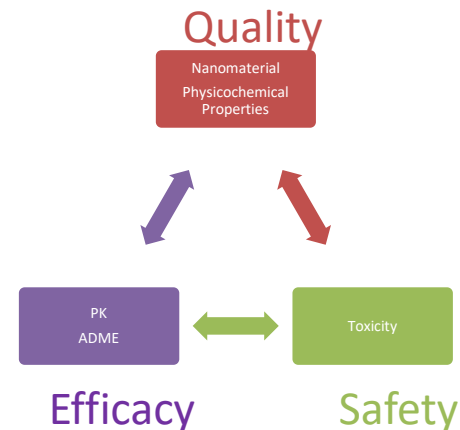 Quality
Nanomaterial
Physicochemical
Properties
PK
ADME
Toxicity
Efficacy
Safety